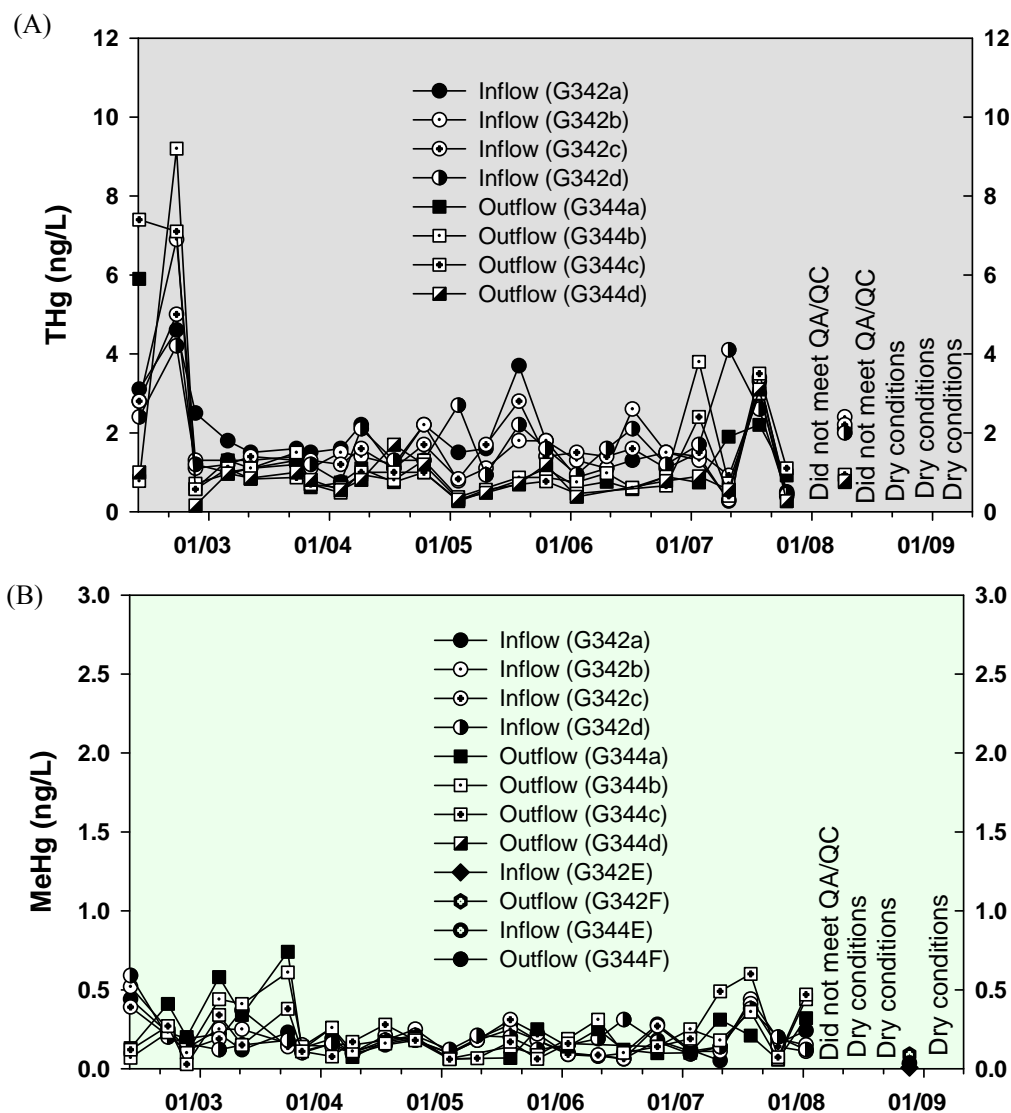 (A)
12 12
10 10
8 8
6 6
4 4
2 2
0 0
THg (ng/L)
Inflow (G342a)
Inflow (G342b)
Inflow (G342c)
Inflow (G342d)
Outflow (G344a)
Outflow (G344b)
Outflow (G344c)
Outflow (G344d)
Did not meet QA/QC
Did not meet QA/QC
Dry conditions
Dry conditions
Dry conditions
01/03 01/04 01/05 01/06 01/07 01/08 01/09
(B)
3.0 3.0
2.5 2.5
2.0 2.0
1.5 1.5
1.0 1.0
0.5 0.5
0.0 0.0
MeHg (ng/L)
Inflow (G342a)
Inflow (G342b)
Inflow (G342c)
Inflow (G342d)
Outflow (G344a)
Outflow (G344b)
Outflow (G344c)
Outflow (G344d)
Inflow (G342E)
Outflow (G342F)
Inflow (G344E)
Outflow (G344F)
Did not meet QA/QC
Dry conditions
Dry conditions
Dry conditions
01/03 01/04 01/05 01/06 01/07 01/08 01/09